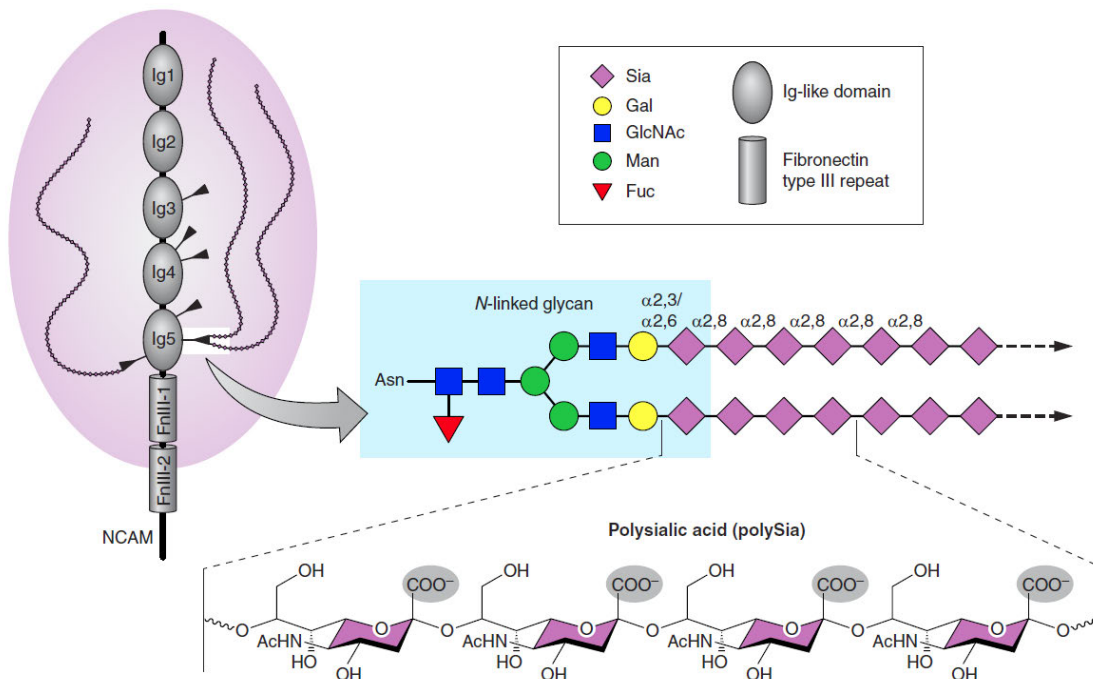 Ig1
Ig2
Ig3
Ig4
Ig5
FnIII-1
FnIII-2
NCAM
Sia
Gal
GlcNAc
Man
Fuc
Ig-like domain
Fibronectin
type III repeat
N-linked glycan
α2,3/
α2,6 α2,8 α2,8 α2,8 α2,8 α2,8
Asn
Polysialic acid (polySia)
OH COO– OH COO– OH COO– OH COO–
O O O O O O O O O
AcHN AcHN AcHN AcHN
HO HO HO HO
OH OH OH OH